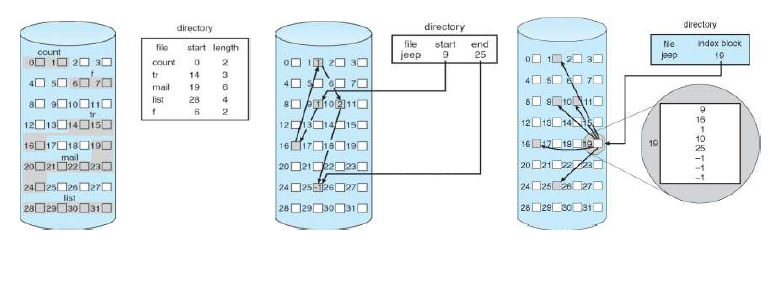 directory
file start length
count 0 2
tr 14 3
mail 19 6
list 28 4
f 6 2
count
0 1 2 3
f
4 5 6 7
8 9 10 11
tr
12 13 14 15
16 17 18 19
mail
20 21 22 23
24 25 26 27
list
28 29 30 31
directory
file start end
jeep 9 25
0 1 2 3
4 5 6 7
8 9 1 10 2 11
12 13 14 15
16 17 18 19
20 21 22 23
24 25 -1 26 27
28 29 30 31
directory
file index block
jeep 19
0 1 2 3
4 5 6 7
8 9 10 11
12 13 14 15
16 17 18 19
20 21 22 23
24 25 26 27
28 29 30 31
19
9
16
1
10
25
-1
-1
-1